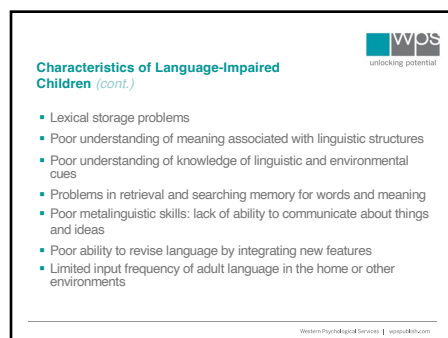 wps
unlocking potential
Characteristics of Language-Impaired
Children (cont.)
▪ Lexical storage problems
▪ Poor understanding of meaning associated with linguistic structures
▪ Poor understanding of knowledge of linguistic and environmental
cues
▪ Problems in retrieval and searching memory for words and meaning
▪ Poor metalinguistic skills: lack of ability to communicate about things
and ideas
▪ Poor ability to revise language by integrating new features
▪ Limited input frequency of adult language in the home or other
environments
Western Psychological Services | wpspublish.com